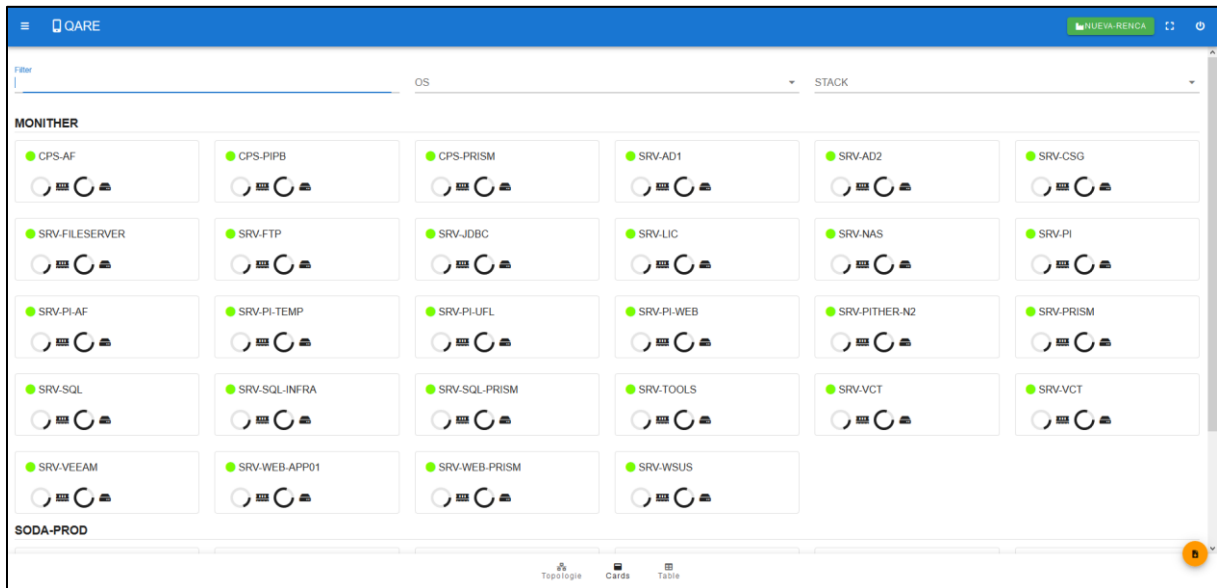 QARE
NUEVA-RENCA
Filter
OS
STACK
MONITHER
CPS-AF
CPS-PIPB
CPS-PRISM
SRV-AD1
SRV-AD2
SRV-CSG
SRV-FILESERVER
SRV-FTP
SRV-JDBC
SRV-LIC
SRV-NAS
SRV-PI
SRV-PI-AF
SRV-PI-TEMP
SRV-PI-UFL
SRV-PI-WEB
SRV-PITHER-N2
SRV-PRISM
SRV-SQL
SRV-SQL-INFRA
SRV-SQL-PRISM
SRV-TOOLS
SRV-VCT
SRV-VCT
SRV-VEEAM
SRV-WEB-APP01
SRV-WEB-PRISM
SRV-WSUS
SODA-PROD
Topologie
Cards
Table